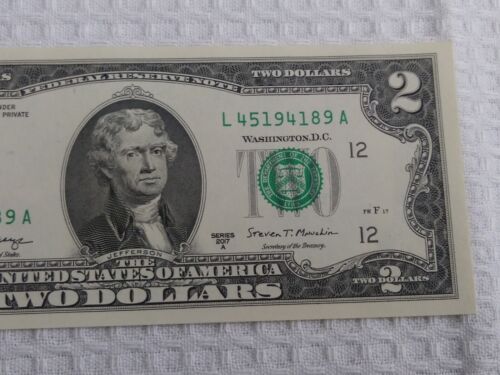 FEDERAL RESERVE NOTE
TWO DOLLARS
2
NDER
PRIVATE
L 45194189 A
WASHINGTON, D.C.
12
TWO
89 A
SERIES
2017
A
Steven T. Mnuchin
Secretary of the Treasury.
FW F 17
12
JEFFERSON
THE
UNITED STATES OF AMERICA
TWO DOLLARS
2
TWO DOLLARS